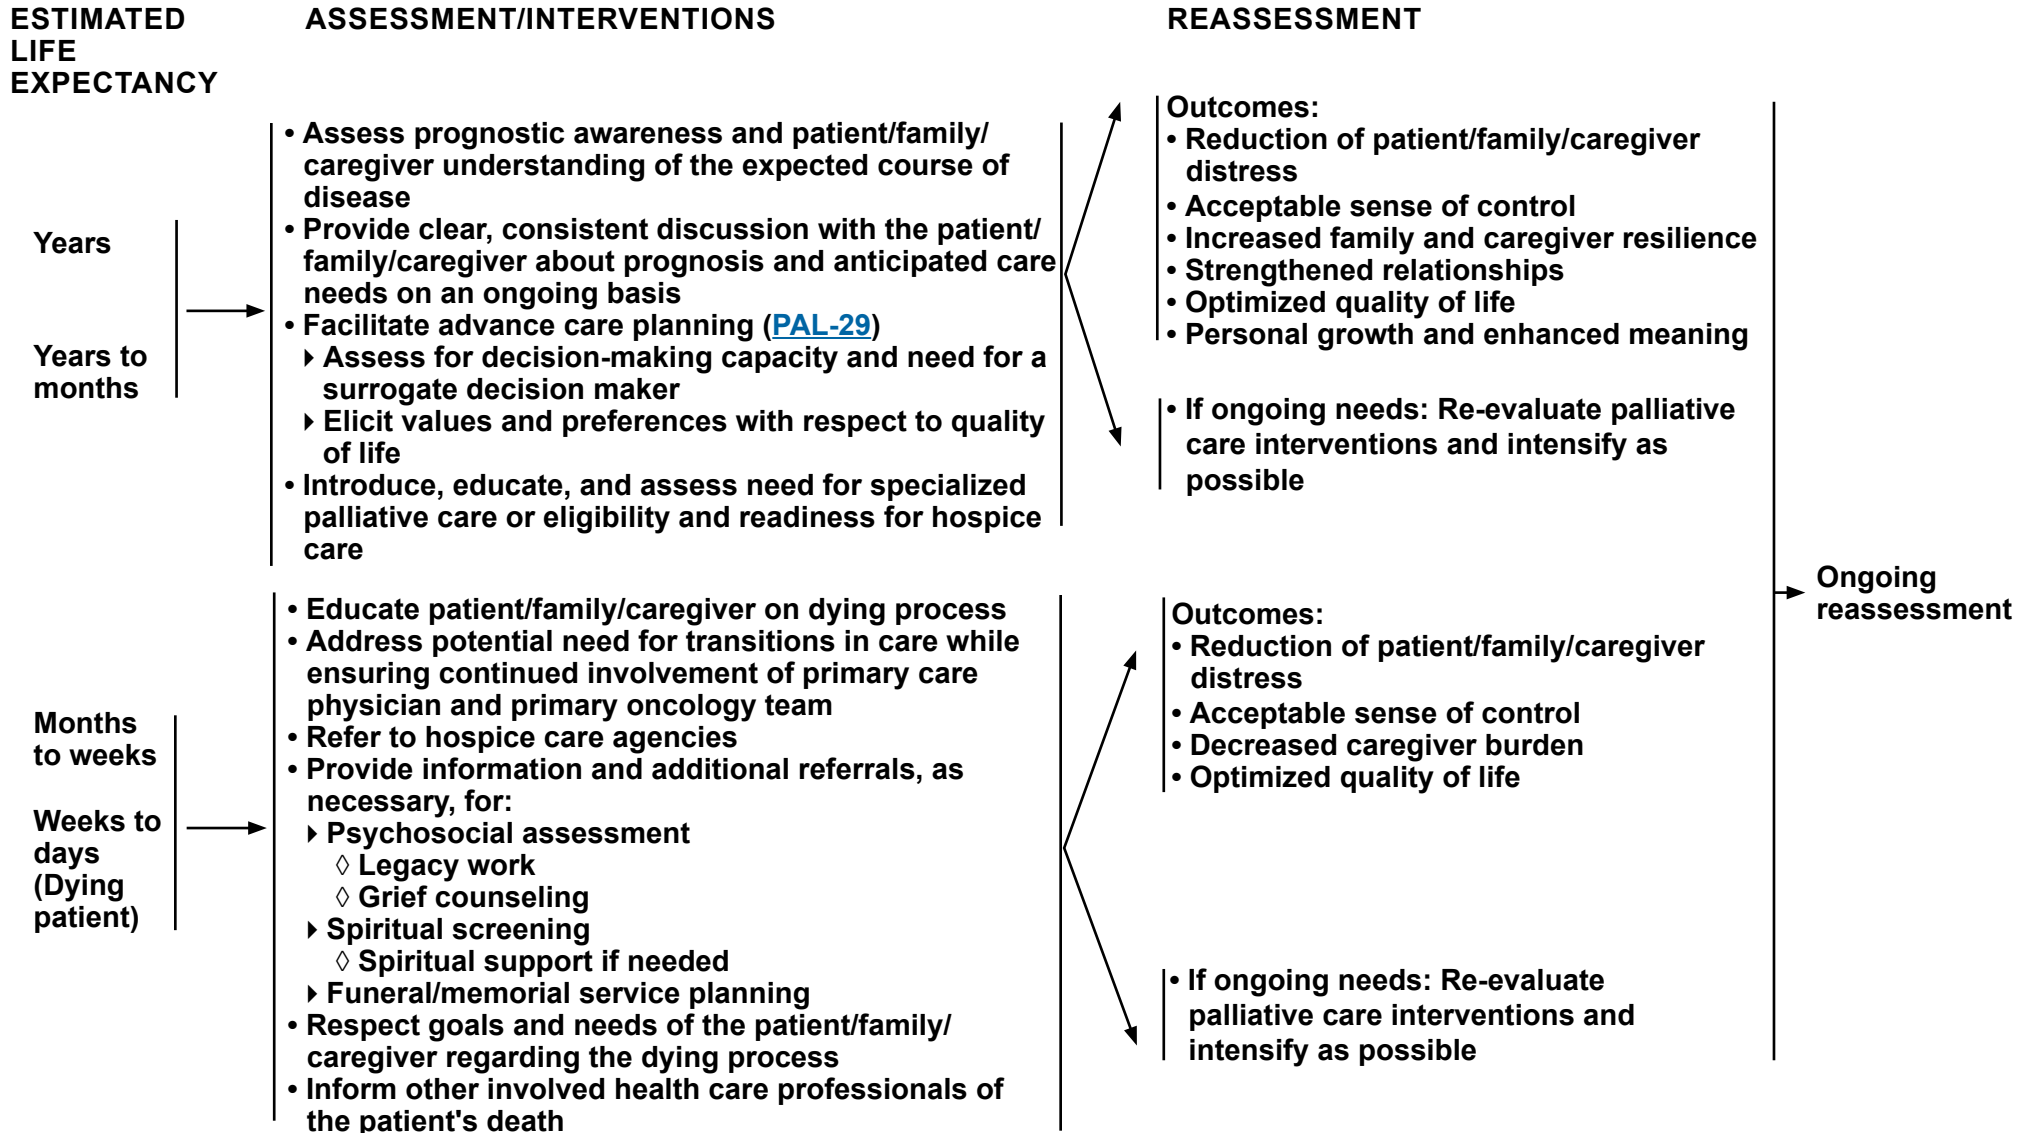 ESTIMATED
LIFE
EXPECTANCY
ASSESSMENT/INTERVENTIONS
REASSESSMENT
Years
Years to
months
• Assess prognostic awareness and patient/family/
caregiver understanding of the expected course of
disease
• Provide clear, consistent discussion with the patient/
family/caregiver about prognosis and anticipated care
needs on an ongoing basis
• Facilitate advance care planning (PAL-29)
▸ Assess for decision-making capacity and need for a
surrogate decision maker
▸ Elicit values and preferences with respect to quality
of life
• Introduce, educate, and assess need for specialized
palliative care or eligibility and readiness for hospice
care
Outcomes:
• Reduction of patient/family/caregiver
distress
• Acceptable sense of control
• Increased family and caregiver resilience
• Strengthened relationships
• Optimized quality of life
• Personal growth and enhanced meaning
• If ongoing needs: Re-evaluate palliative
care interventions and intensify as
possible
Months
to weeks
Weeks to
days
(Dying
patient)
• Educate patient/family/caregiver on dying process
• Address potential need for transitions in care while
ensuring continued involvement of primary care
physician and primary oncology team
• Refer to hospice care agencies
• Provide information and additional referrals, as
necessary, for:
▸ Psychosocial assessment
◊ Legacy work
◊ Grief counseling
▸ Spiritual screening
◊ Spiritual support if needed
▸ Funeral/memorial service planning
• Respect goals and needs of the patient/family/
caregiver regarding the dying process
• Inform other involved health care professionals of
the patient's death
Outcomes:
• Reduction of patient/family/caregiver
distress
• Acceptable sense of control
• Decreased caregiver burden
• Optimized quality of life
• If ongoing needs: Re-evaluate
palliative care interventions and
intensify as possible
Ongoing
reassessment